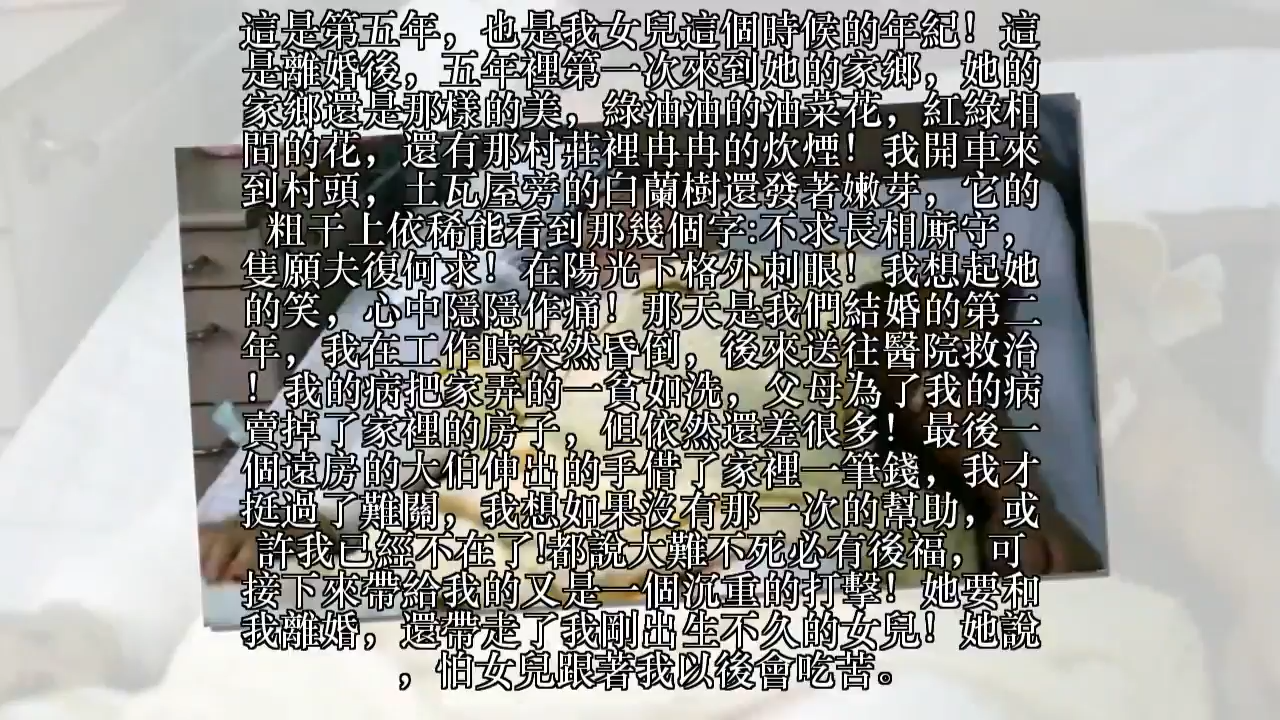 這是第五年，也是我女兒這個時候的年紀！這
是離婚後，五年裡第一次來到她的家鄉，她的
家鄉還是那樣的美，綠油油的油菜花，紅綠相
間的花，還有那村莊裡冉冉的炊煙！我開車來
到村頭，土瓦屋旁的白蘭樹還發著嫩芽，它的
粗干上依稀能看到那幾個字:不求長相廝守，
隻願夫復何求！在陽光下格外刺眼！我想起她
的笑，心中隱隱作痛！那天是我們結婚的第二
年，我在工作時突然昏倒，後來送往醫院救治
！我的病把家弄的一貧如洗，父母為了我的病
賣掉了家裡的房子，但依然還差很多！最後一
個遠房的大伯伸出的手借了家裡一筆錢，我才
挺過了難關，我想如果沒有那一次的幫助，或
許我已經不在了!都說大難不死必有後福，可
接下來帶給我的又是一個沉重的打擊！她要和
我離婚，還帶走了我剛出生不久的女兒！她說
，怕女兒跟著我以後會吃苦。